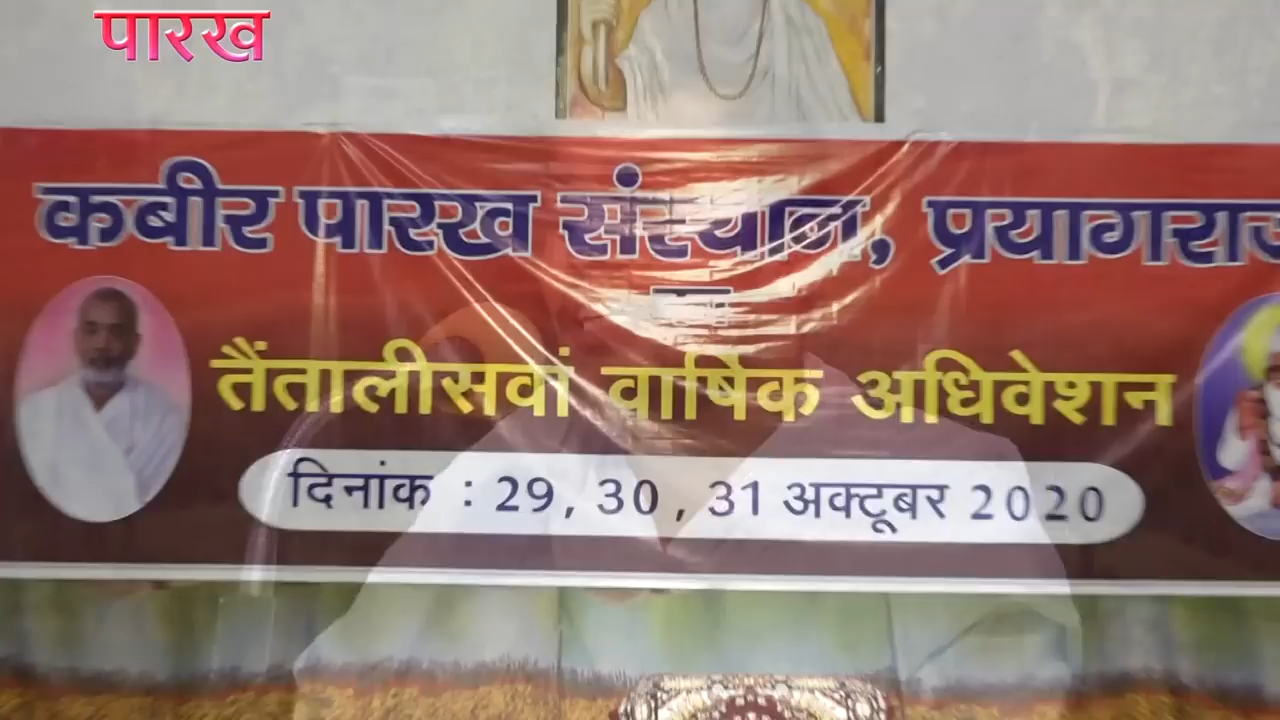 पारख
कबीर पारख संस्थान, प्रयागराज
का
तैंतालीसवां वार्षिक अधिवेशन
दिनांक : 29, 30, 31 अक्टूबर 2020